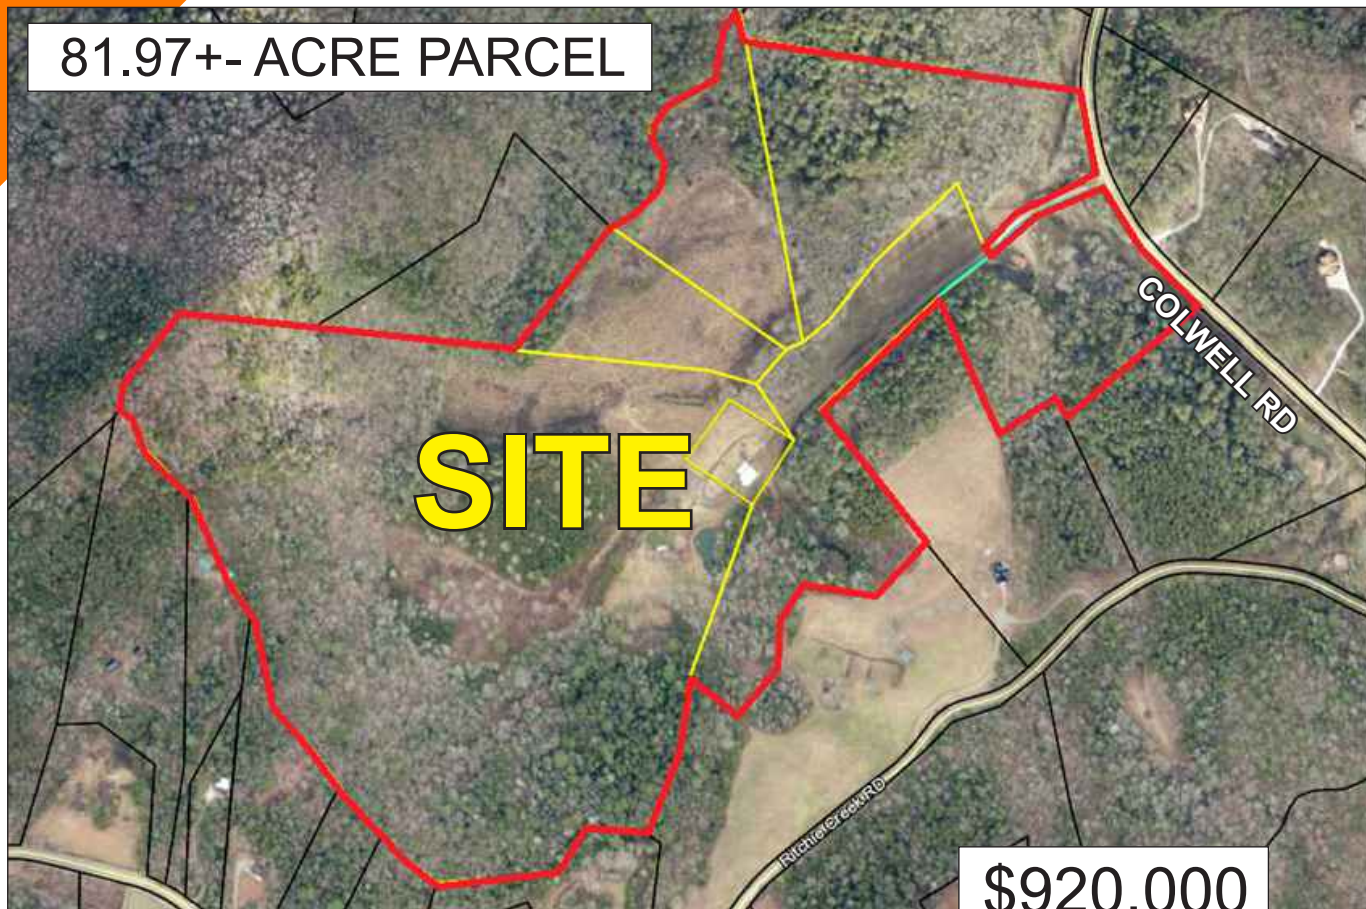 81.97+- ACRE PARCEL
COLWELL RD
SITE
Ritchie Creek RD
$920,000